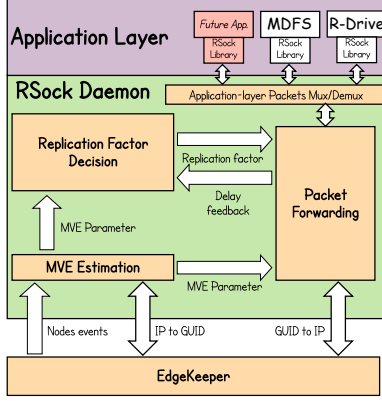 Application Layer
Future App.
MDFS
R-Drive
RSock
Library
RSock
Library
RSock
Library
RSock Daemon
Application-layer Packets Mux/Demux
Replication Factor
Decision
Replication factor
Delay
feedback
Packet
Forwarding
MVE Parameter
MVE Estimation
MVE Parameter
Nodes events
IP to GUID
GUID to IP
EdgeKeeper